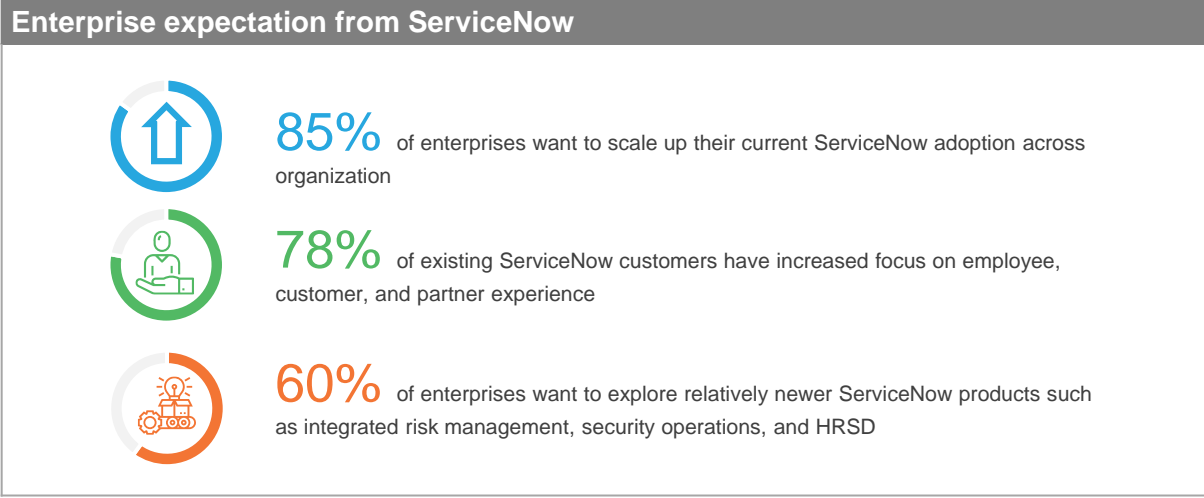 Enterprise expectation from ServiceNow
85% of enterprises want to scale up their current ServiceNow adoption across
organization
78% of existing ServiceNow customers have increased focus on employee,
customer, and partner experience
60% of enterprises want to explore relatively newer ServiceNow products such
as integrated risk management, security operations, and HRSD